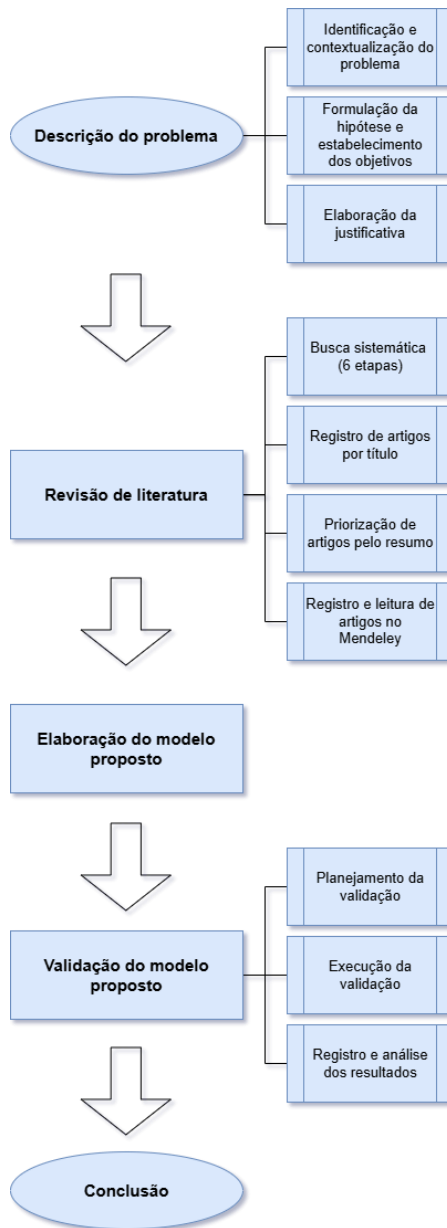 Identificação e
contextualização do
problema
Descrição do problema
Formulação da
hipótese e
estabelecimento
dos objetivos
Elaboração da
justificativa
Busca sistemática
(6 etapas)
Registro de artigos
por título
Revisão de literatura
Priorização de
artigos pelo resumo
Registro e leitura de
artigos no
Mendeley
Elaboração do modelo
proposto
Planejamento da
validação
Validação do modelo
proposto
Execução da
validação
Registro e análise
dos resultados
Conclusão